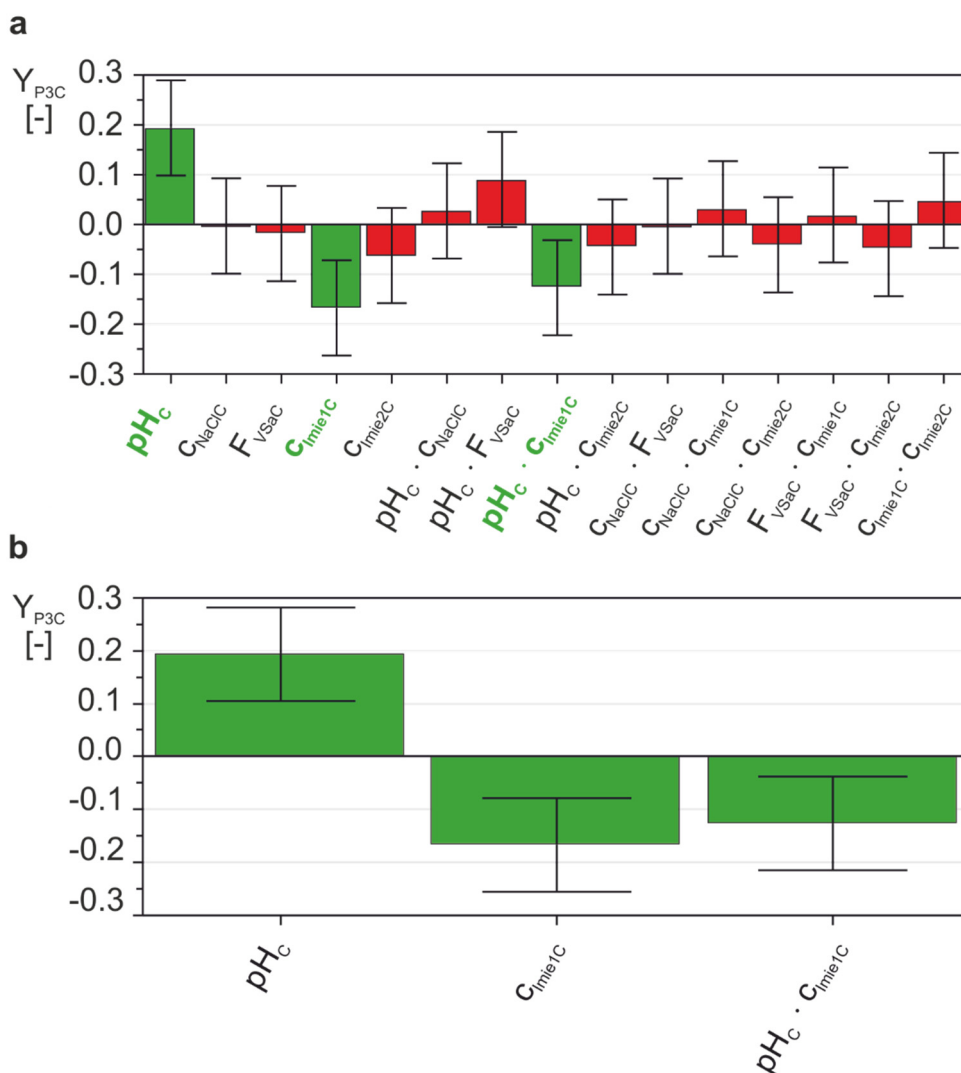 a
Y_P3C
[-]
0.3
0.2
0.1
0.0
-0.1
-0.2
-0.3
pH_C
c_NaClC
F_VSaC
c_Imie1C
c_Imie2C
pH_C · c_NaClC
pH_C · F_VSaC
pH_C · c_Imie1C
pH_C · c_Imie2C
c_NaClC · F_VSaC
c_NaClC · c_Imie1C
c_NaClC · c_Imie2C
F_VSaC · c_Imie1C
F_VSaC · c_Imie2C
c_Imie1C · c_Imie2C
b
Y_P3C
[-]
0.3
0.2
0.1
0.0
-0.1
-0.2
-0.3
pH_C
c_Imie1C
pH_C · c_Imie1C